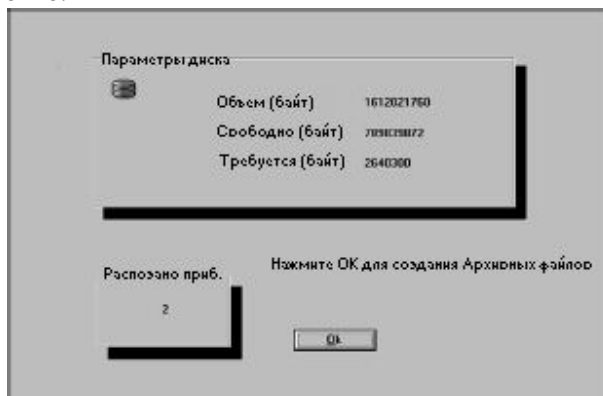 Параметры диска
Объем (байт) 1612021760
Свободно (байт)
Требуется (байт) 2640300
Распозано приб.
2
Нажмите OK для создания Архивных файлов
Ok